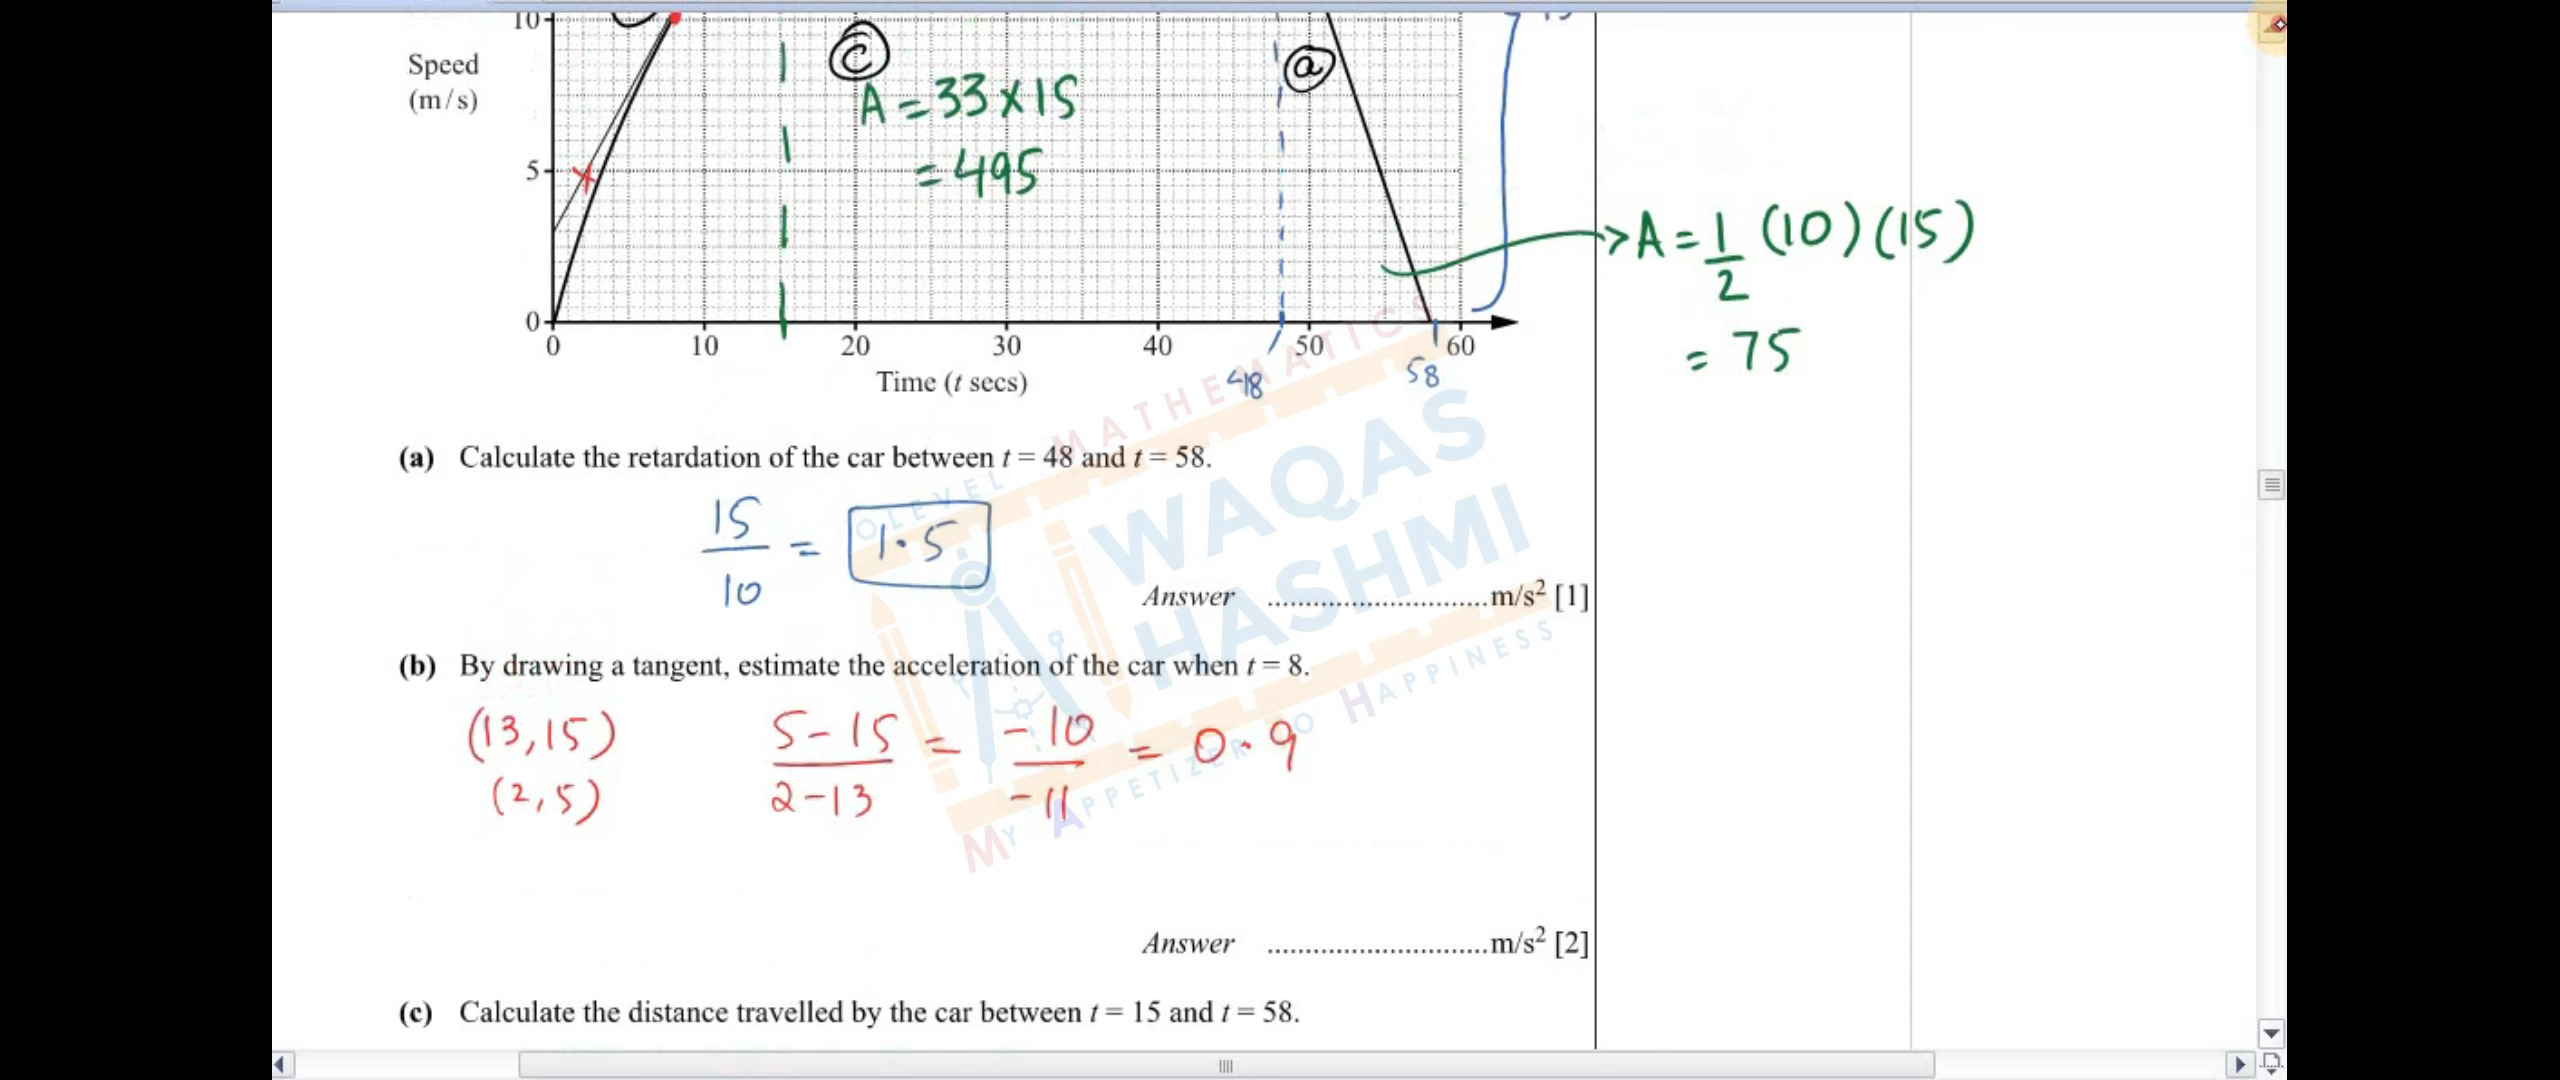 10
Speed
(m/s)
5
0
0 10 20 30 40 50 60
Time (t secs)
48
58
C
A = 33 x 15
= 495
a
A = 1/2 (10)(15)
= 75
(a) Calculate the retardation of the car between t = 48 and t = 58.
15/10 = 1.5
Answer .............................m/s² [1]
(b) By drawing a tangent, estimate the acceleration of the car when t = 8.
(13,15)
(2,5)
5-15/2-13 = -10/-11 = 0.9
Answer .............................m/s² [2]
(c) Calculate the distance travelled by the car between t = 15 and t = 58.
O LEVEL MATHEMATICS
WAQAS
HASHMI
MY APPETIZER TO HAPPINESS